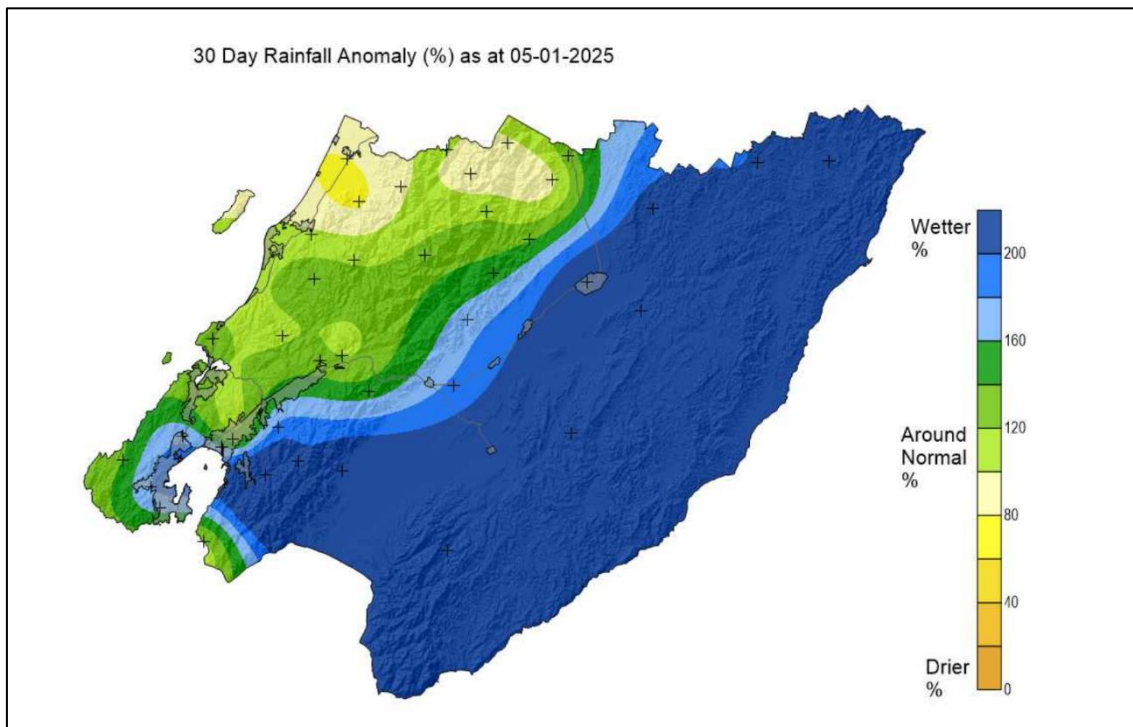 30 Day Rainfall Anomaly (%) as at 05-01-2025
Wetter
%
200
160
120
Around
Normal
%
80
40
Drier
%
0